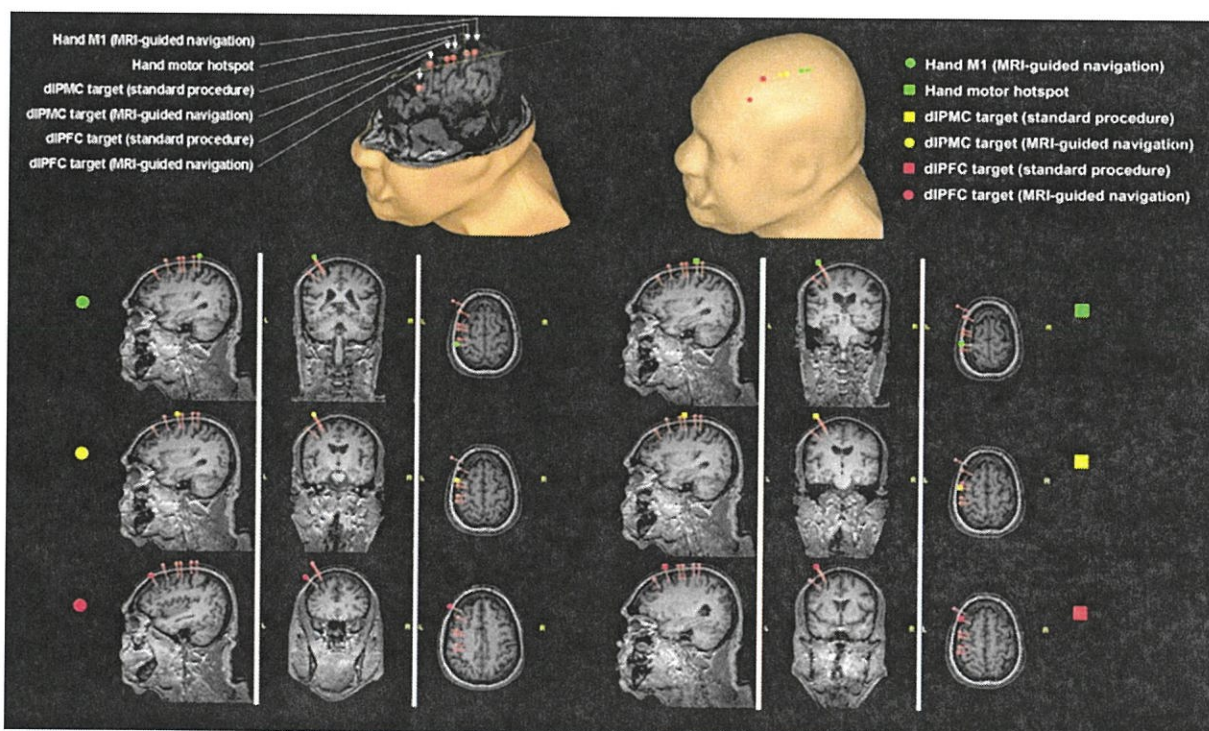 Hand M1 (MRI-guided navigation)
Hand motor hotspot
dlPMC target (standard procedure)
dlPMC target (MRI-guided navigation)
dlPFC target (standard procedure)
dlPFC target (MRI-guided navigation)
Hand M1 (MRI-guided navigation)
Hand motor hotspot
dlPMC target (standard procedure)
dlPMC target (MRI-guided navigation)
dlPFC target (standard procedure)
dlPFC target (MRI-guided navigation)
L L R L L R
L L R L L R
L L R L L R